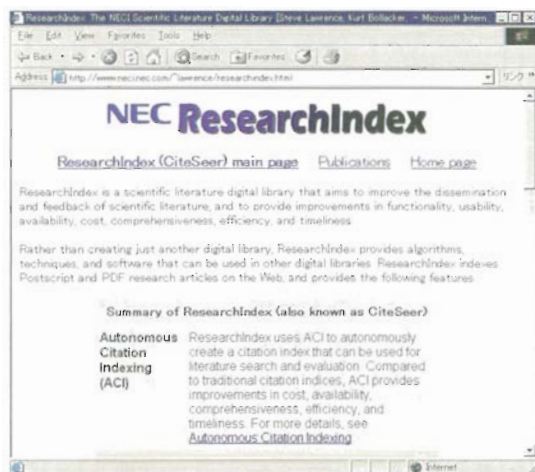 ResearchIndex The NECI Scientific Literature Digital Library [Steve Lawrence, Kurt Bollacker, - Microsoft Intern
File Edit View Favorites Tools Help
Back Search Favorites
Address http://www.neci.nec.com/~lawrence/researchindex.html リンク »
NEC ResearchIndex
ResearchIndex (CiteSeer) main page Publications Home page
ResearchIndex is a scientific literature digital library that aims to improve the dissemination
and feedback of scientific literature, and to provide improvements in functionality, usability,
availability, cost, comprehensiveness, efficiency, and timeliness
Rather than creating just another digital library, ResearchIndex provides algorithms,
techniques, and software that can be used in other digital libraries. ResearchIndex indexes
Postscript and PDF research articles on the Web, and provides the following features
Summary of ResearchIndex (also known as CiteSeer)
Autonomous ResearchIndex uses ACI to autonomously
Citation create a citation index that can be used for
Indexing literature search and evaluation. Compared
(ACI) to traditional citation indices, ACI provides
improvements in cost, availability,
comprehensiveness, efficiency, and
timeliness. For more details, see
Autonomous Citation Indexing
Internet